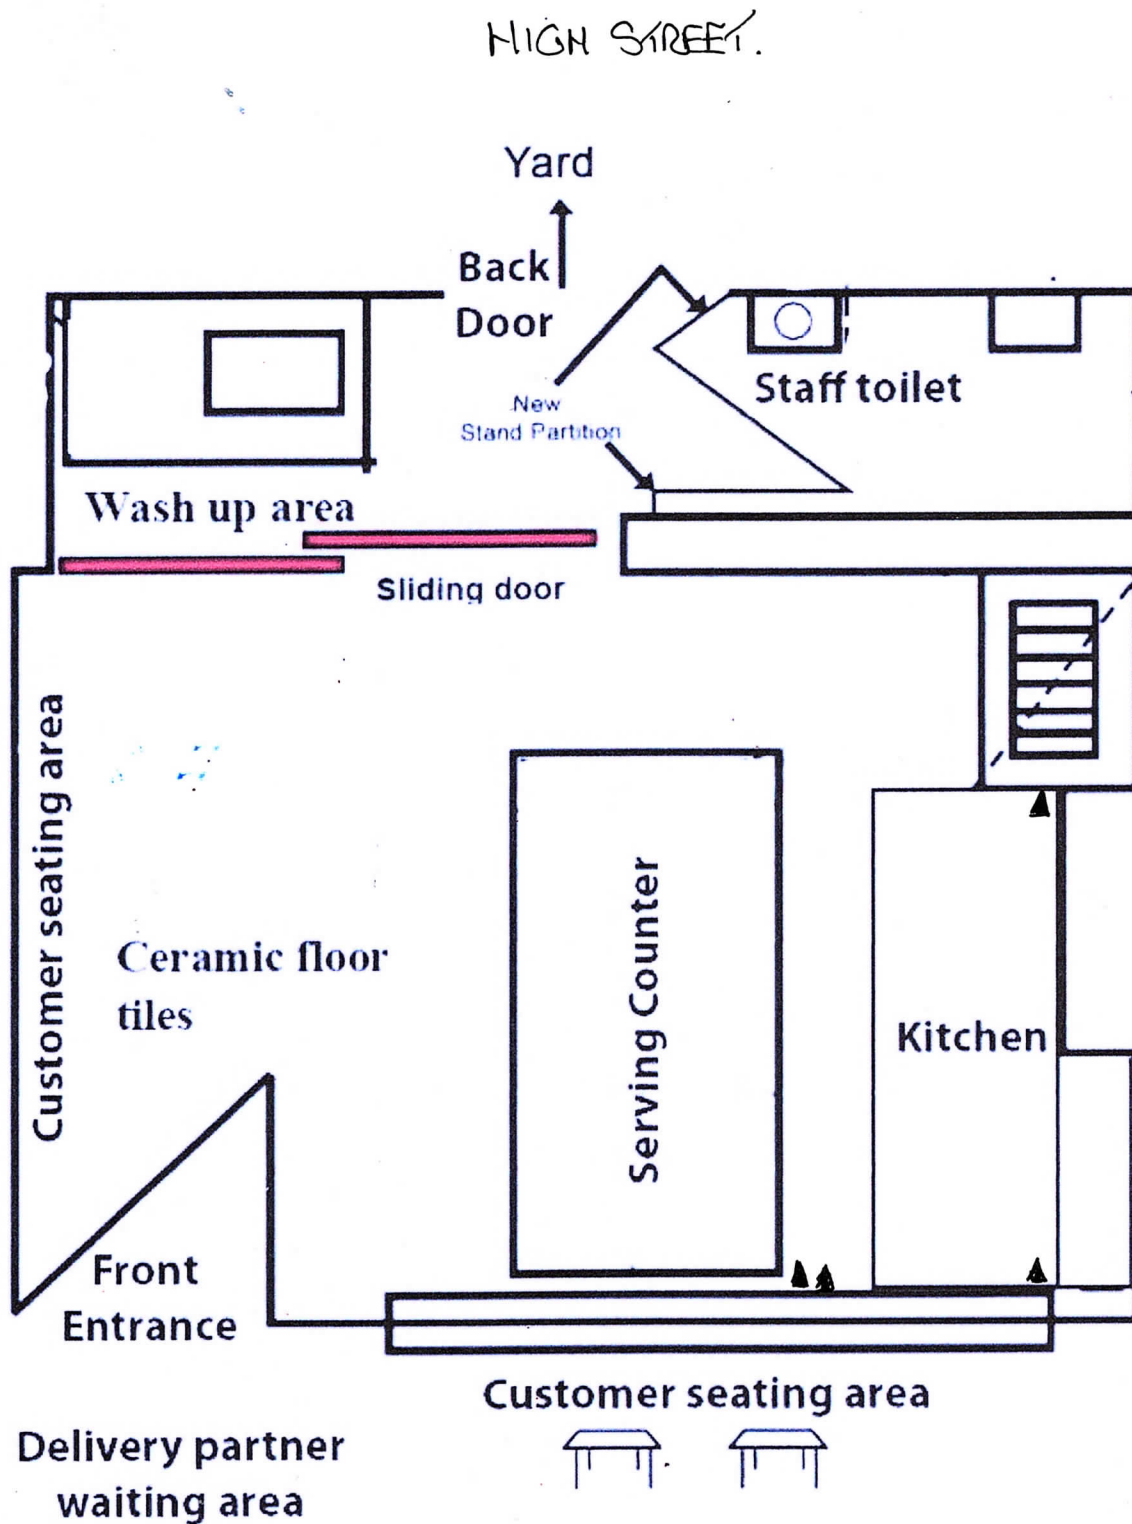 HIGH STREET.
Yard
Back
Door
New
Stand Partition
Staff toilet
Wash up area
Sliding door
Customer seating area
Ceramic floor
tiles
Serving Counter
Kitchen
Front
Entrance
Customer seating area
Delivery partner
waiting area